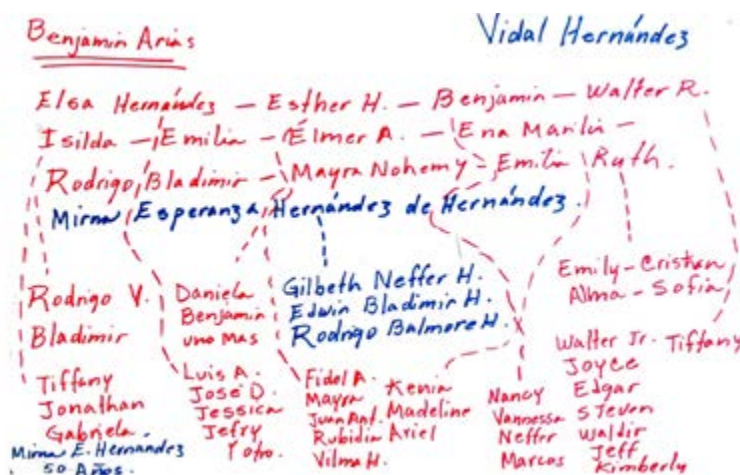 Benjamin Arias
Vidal Hernández
Elsa Hernández - Esther H. - Benjamin - Walter R.
Isilda - Emilia - Élmer A. - Ena Marilú -
Rodrigo, Bladimir - Mayra Nohemy - Emilia Ruth.
Mirna Esperanza Hernández de Hernández.
Rodrigo V.
Bladimir
Tiffany
Jonathan
Gabriela
Mirna E. Hernández
50 Años.
Daniela
Benjamin
uno Mas
Luis A.
José D.
Jessica
Jefry
Y otro.
Gilbeth Neffer H.
Edwin Bladimir H.
Rodrigo Balmore H.
Fidel A.
Mayra
Juan Ant.
Rubidia
Vilma H.
Kenia
Madeline
Ariel
Nancy
Vannessa
Neffer
Marcos
Emily - Cristian
Alma - Sofia
Walter Jr. Tiffany
Joyce
Edgar
Steven
Waldir
Jeff
Kimberly